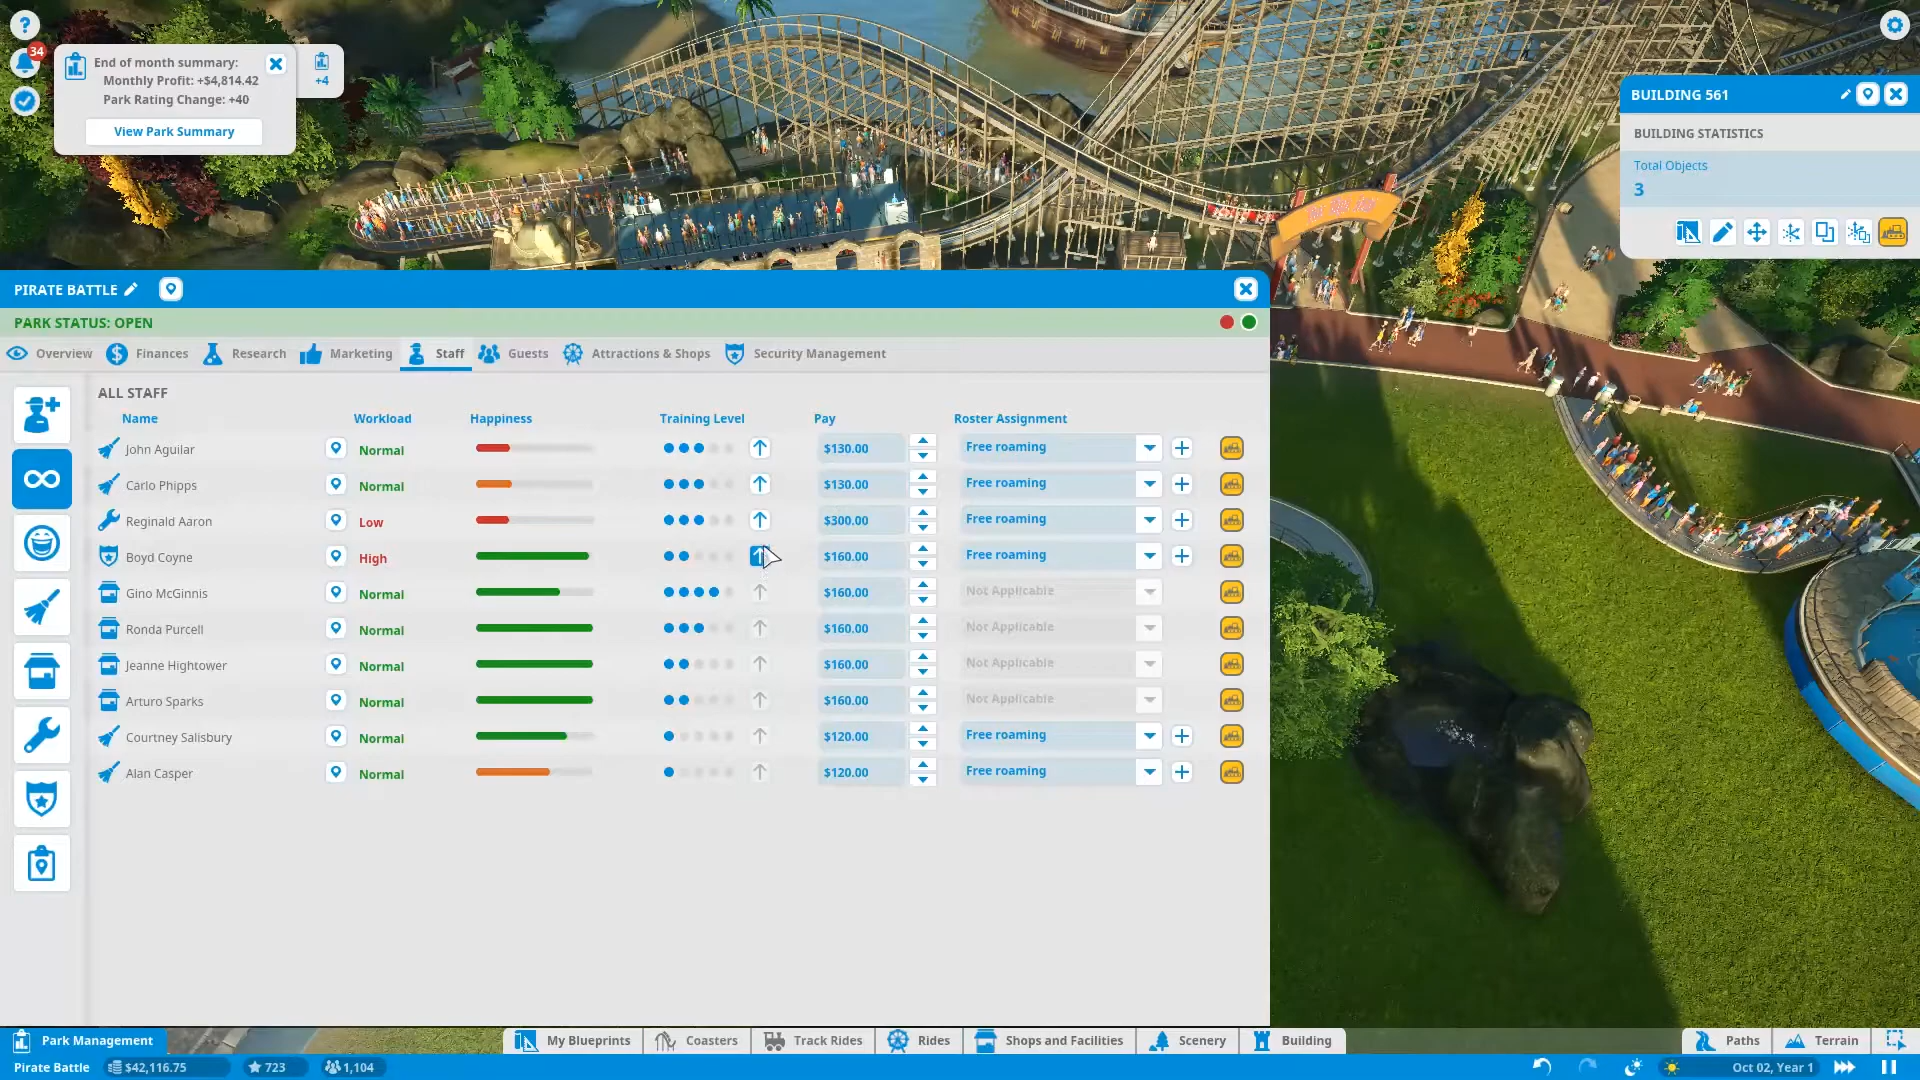 ?
34
End of month summary:
Monthly Profit: +$4,814.42
Park Rating Change: +40
View Park Summary
+4
BUILDING 561
BUILDING STATISTICS
Total Objects
3
PIRATE BATTLE
PARK STATUS: OPEN
Overview Finances Research Marketing Staff Guests Attractions & Shops Security Management
ALL STAFF
Name Workload Happiness Training Level Pay Roster Assignment
John Aguilar Normal $130.00 Free roaming
Carlo Phipps Normal $130.00 Free roaming
Reginald Aaron Low $300.00 Free roaming
Boyd Coyne High $160.00 Free roaming
Gino McGinnis Normal $160.00 Not Applicable
Ronda Purcell Normal $160.00 Not Applicable
Jeanne Hightower Normal $160.00 Not Applicable
Arturo Sparks Normal $160.00 Not Applicable
Courtney Salisbury Normal $120.00 Free roaming
Alan Casper Normal $120.00 Free roaming
Park Management My Blueprints Coasters Track Rides Rides Shops and Facilities Scenery Building Paths Terrain
Pirate Battle $42,116.75 723 1,104 Oct 02, Year 1